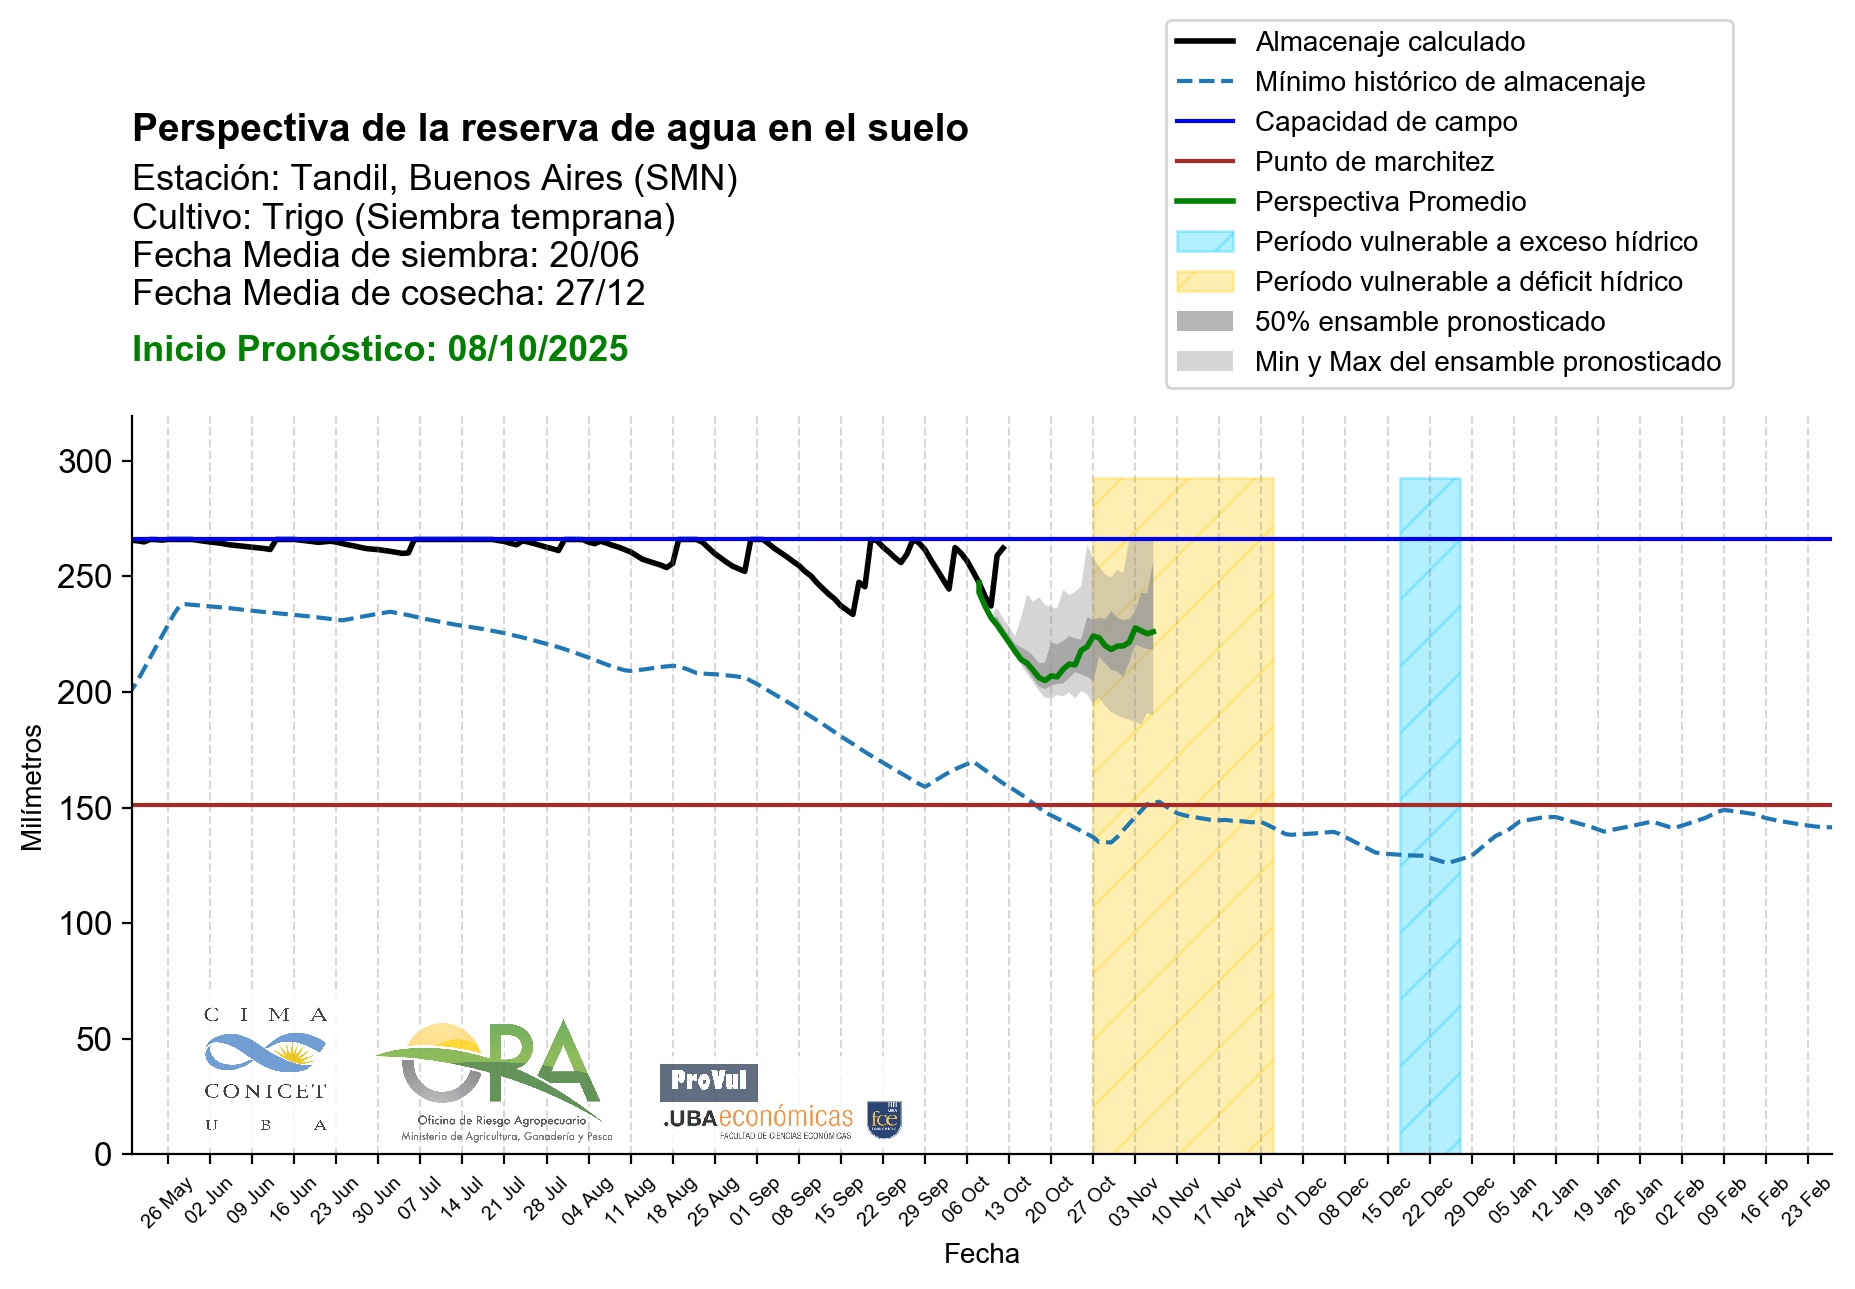 Almacenaje calculado
Mínimo histórico de almacenaje
Capacidad de campo
Punto de marchitez
Perspectiva Promedio
Período vulnerable a exceso hídrico
Período vulnerable a déficit hídrico
50% ensamble pronosticado
Min y Max del ensamble pronosticado
Perspectiva de la reserva de agua en el suelo
Estación: Tandil, Buenos Aires (SMN)
Cultivo: Trigo (Siembra temprana)
Fecha Media de siembra: 20/06
Fecha Media de cosecha: 27/12
Inicio Pronóstico: 08/10/2025
Milímetros
300
250
200
150
100
50
0
CIMA
CONICET
UBA
ORA
Oficina de Riesgo Agropecuario
Ministerio de Agricultura, Ganadería y Pesca
ProVul
.UBAeconómicas
FACULTAD DE CIENCIAS ECONÓMICAS
fce
26 May
02 Jun
09 Jun
16 Jun
23 Jun
30 Jun
07 Jul
14 Jul
21 Jul
28 Jul
04 Aug
11 Aug
18 Aug
25 Aug
01 Sep
08 Sep
15 Sep
22 Sep
29 Sep
06 Oct
13 Oct
20 Oct
27 Oct
03 Nov
10 Nov
17 Nov
24 Nov
01 Dec
08 Dec
15 Dec
22 Dec
29 Dec
05 Jan
12 Jan
19 Jan
26 Jan
02 Feb
09 Feb
16 Feb
23 Feb
Fecha